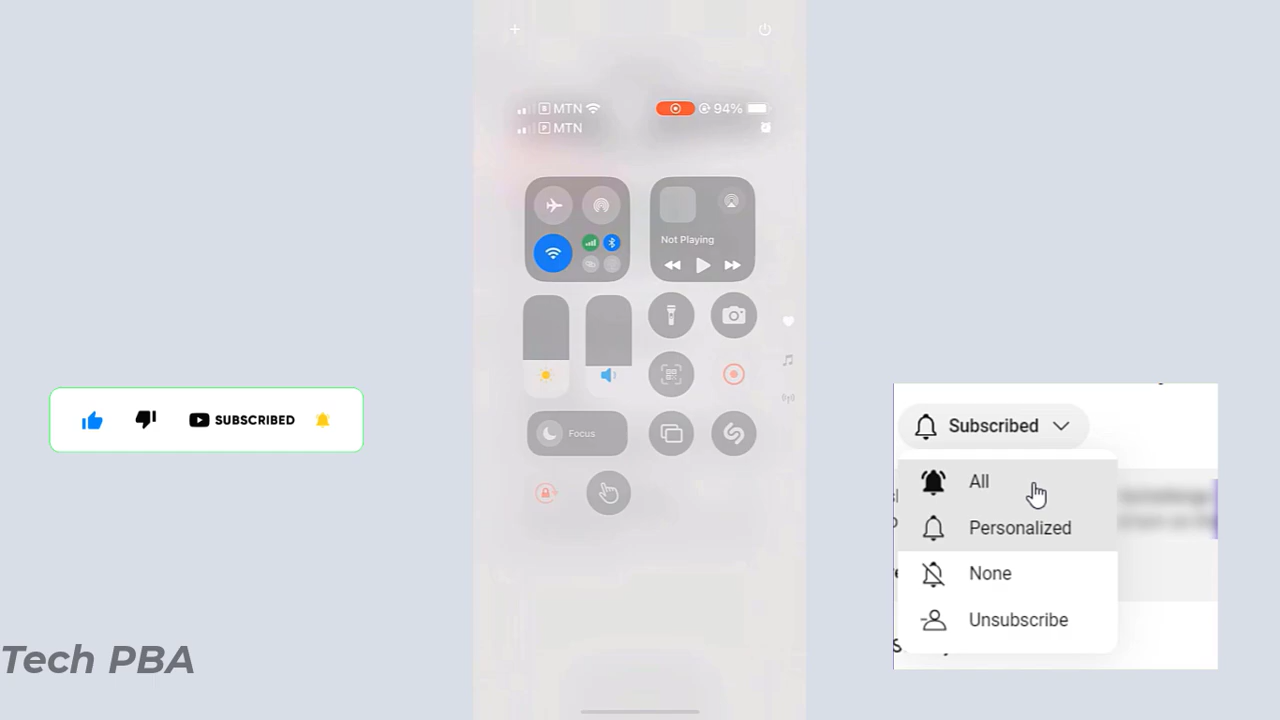 B MTN
94%
P MTN
Not Playing
Focus
SUBSCRIBED
Subscribed
All
Personalized
None
Unsubscribe
Tech PBA